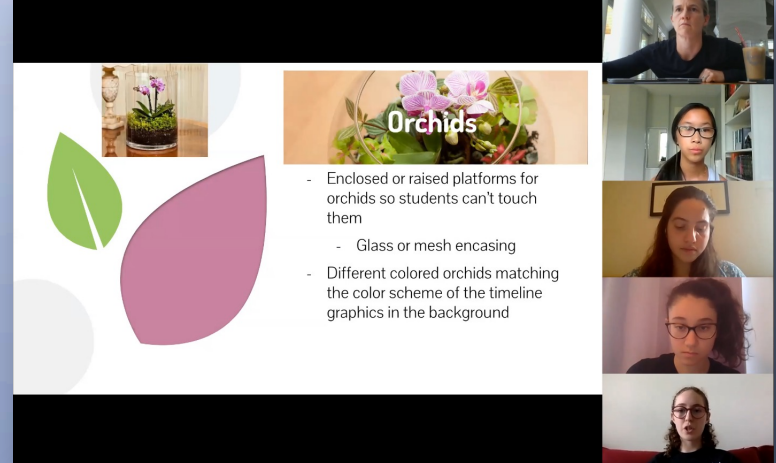 Orchids
- Enclosed or raised platforms for
orchids so students can't touch
them
- Glass or mesh encasing
- Different colored orchids matching
the color scheme of the timeline
graphics in the background